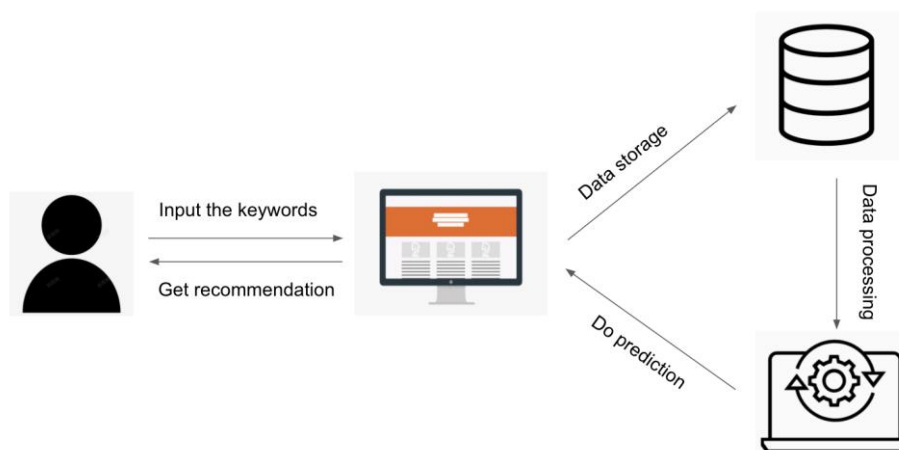 Input the keywords
Get recommendation
Data storage
Data processing
Do prediction